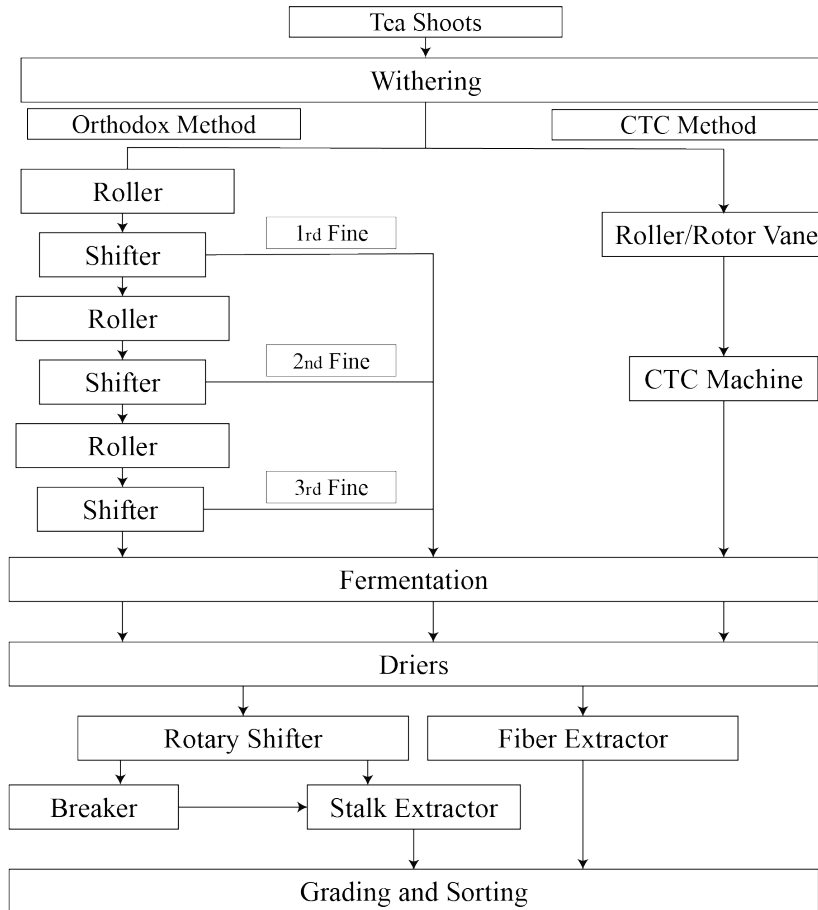 Tea Shoots
Withering
Orthodox Method
CTC Method
Roller
1rd Fine
Roller/Rotor Vane
Shifter
Roller
2nd Fine
Shifter
CTC Machine
Roller
3rd Fine
Shifter
Fermentation
Driers
Rotary Shifter
Fiber Extractor
Breaker
Stalk Extractor
Grading and Sorting